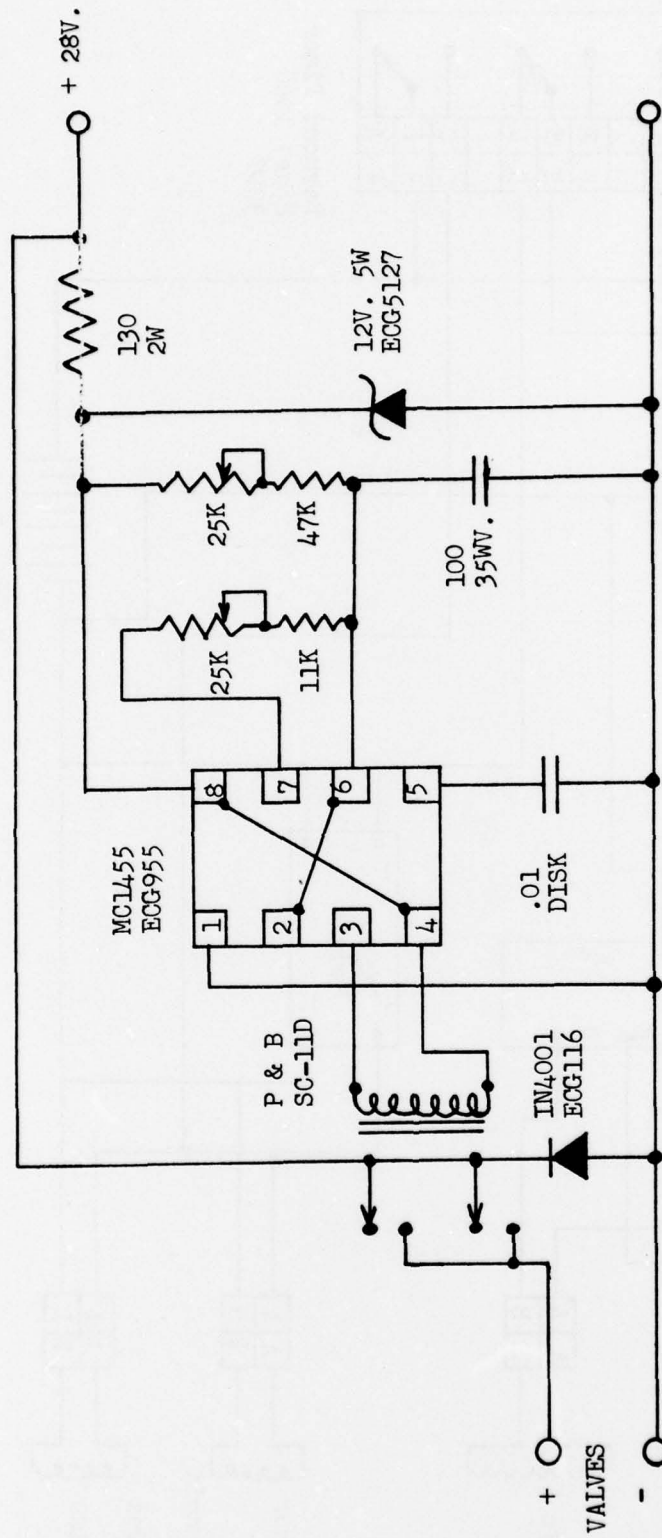 + 28V.
130
2W
12V. 5W
ECG5127
25K
47K
100
35WV.
25K
11K
MC1455
ECG955
8
7
6
5
1
2
3
4
.01
DISK
P & B
SC-11D
IN4001
ECG116
+
VALVES
-